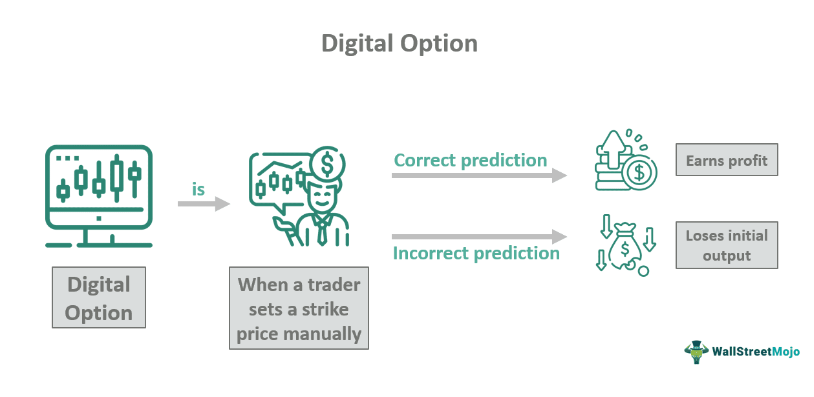 Digital Option
Correct prediction
Earns profit
is
Incorrect prediction
Loses initial
output
Digital
Option
When a trader
sets a strike
price manually
WallStreetMojo